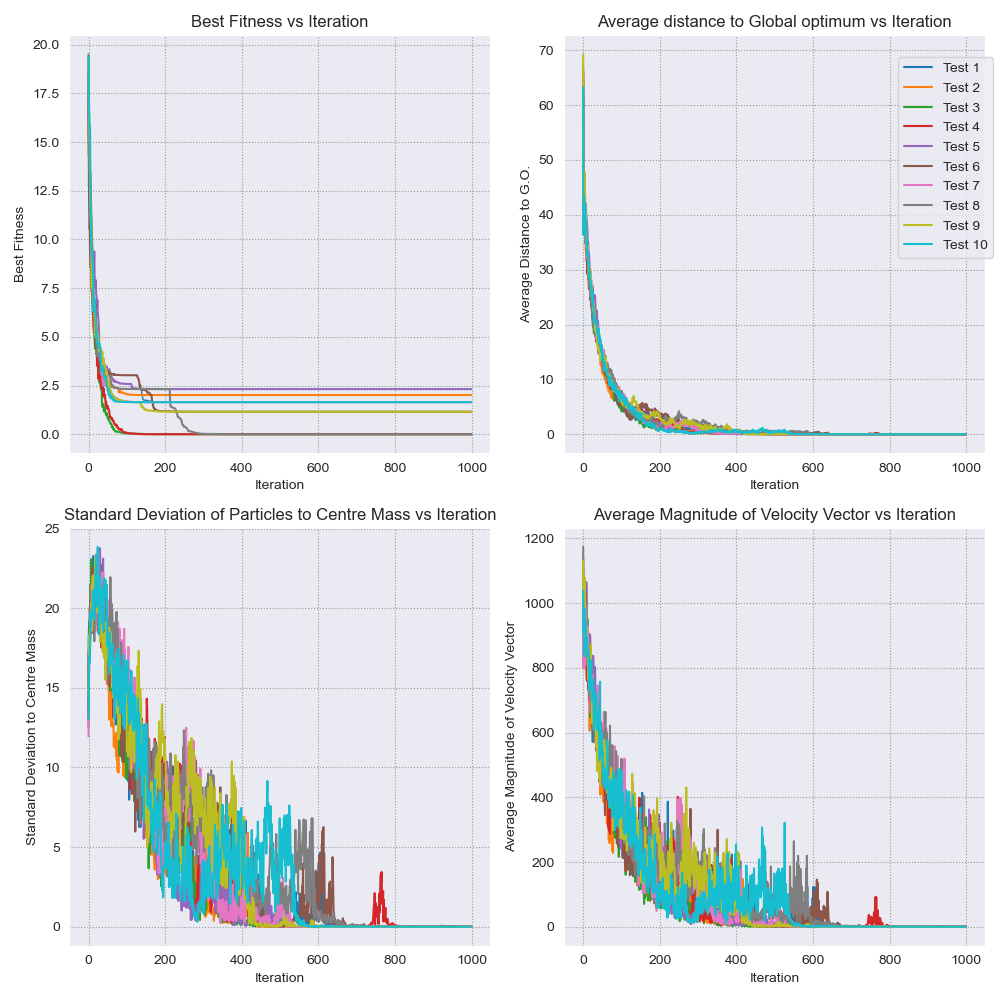 Best Fitness vs Iteration
20.0
17.5
15.0
12.5
10.0
7.5
5.0
2.5
0.0
Best Fitness
0 200 400 600 800 1000
Iteration
Average distance to Global optimum vs Iteration
70
60
50
40
30
20
10
0
Average Distance to G.O.
0 200 400 600 800 1000
Iteration
Test 1
Test 2
Test 3
Test 4
Test 5
Test 6
Test 7
Test 8
Test 9
Test 10
Standard Deviation of Particles to Centre Mass vs Iteration
25
20
15
10
5
0
Standard Deviation to Centre Mass
0 200 400 600 800 1000
Iteration
Average Magnitude of Velocity Vector vs Iteration
1200
1000
800
600
400
200
0
Average Magnitude of Velocity Vector
0 200 400 600 800 1000
Iteration